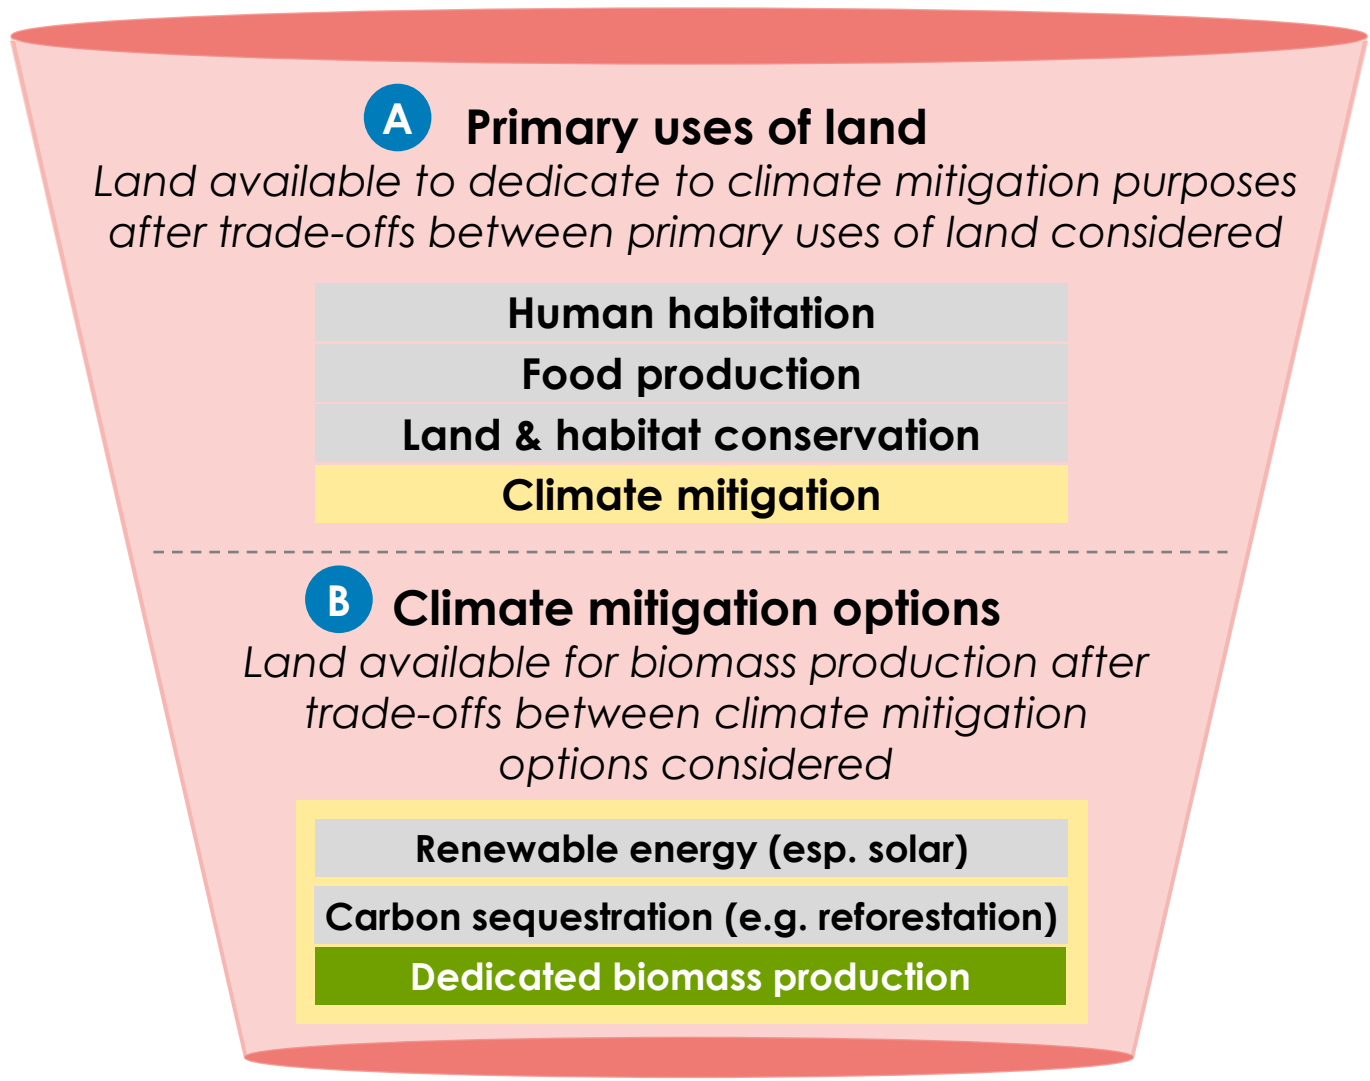 A Primary uses of land
Land available to dedicate to climate mitigation purposes
after trade-offs between primary uses of land considered
Human habitation
Food production
Land & habitat conservation
Climate mitigation
B Climate mitigation options
Land available for biomass production after
trade-offs between climate mitigation
options considered
Renewable energy (esp. solar)
Carbon sequestration (e.g. reforestation)
Dedicated biomass production